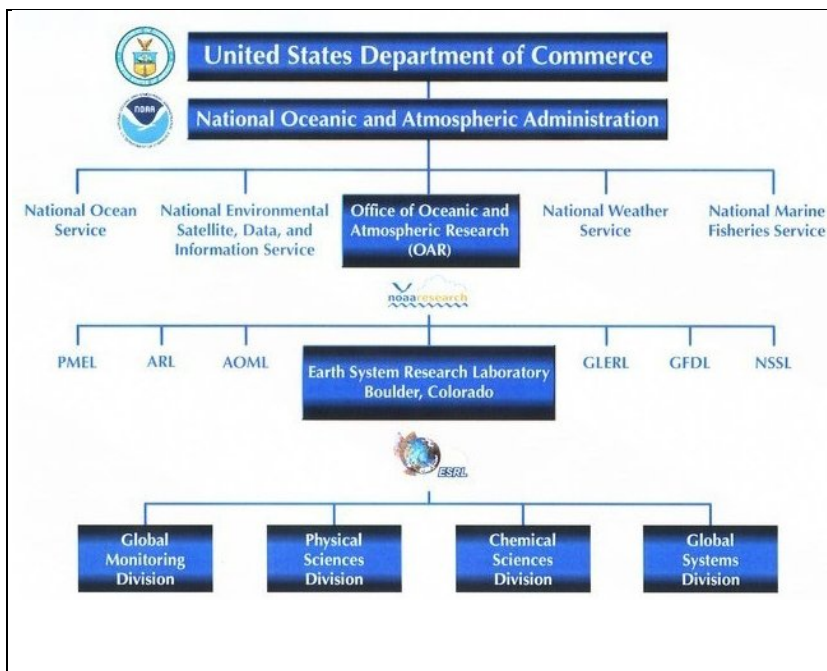 United States Department of Commerce
NOAA
National Oceanic and Atmospheric Administration
National Ocean
Service
National Environmental
Satellite, Data, and
Information Service
Office of Oceanic and
Atmospheric Research
(OAR)
National Weather
Service
National Marine
Fisheries Service
noaaresearch
PMEL
ARL
AOML
Earth System Research Laboratory
Boulder, Colorado
GLERL
GFDL
NSSL
ESRL
Global
Monitoring
Division
Physical
Sciences
Division
Chemical
Sciences
Division
Global
Systems
Division